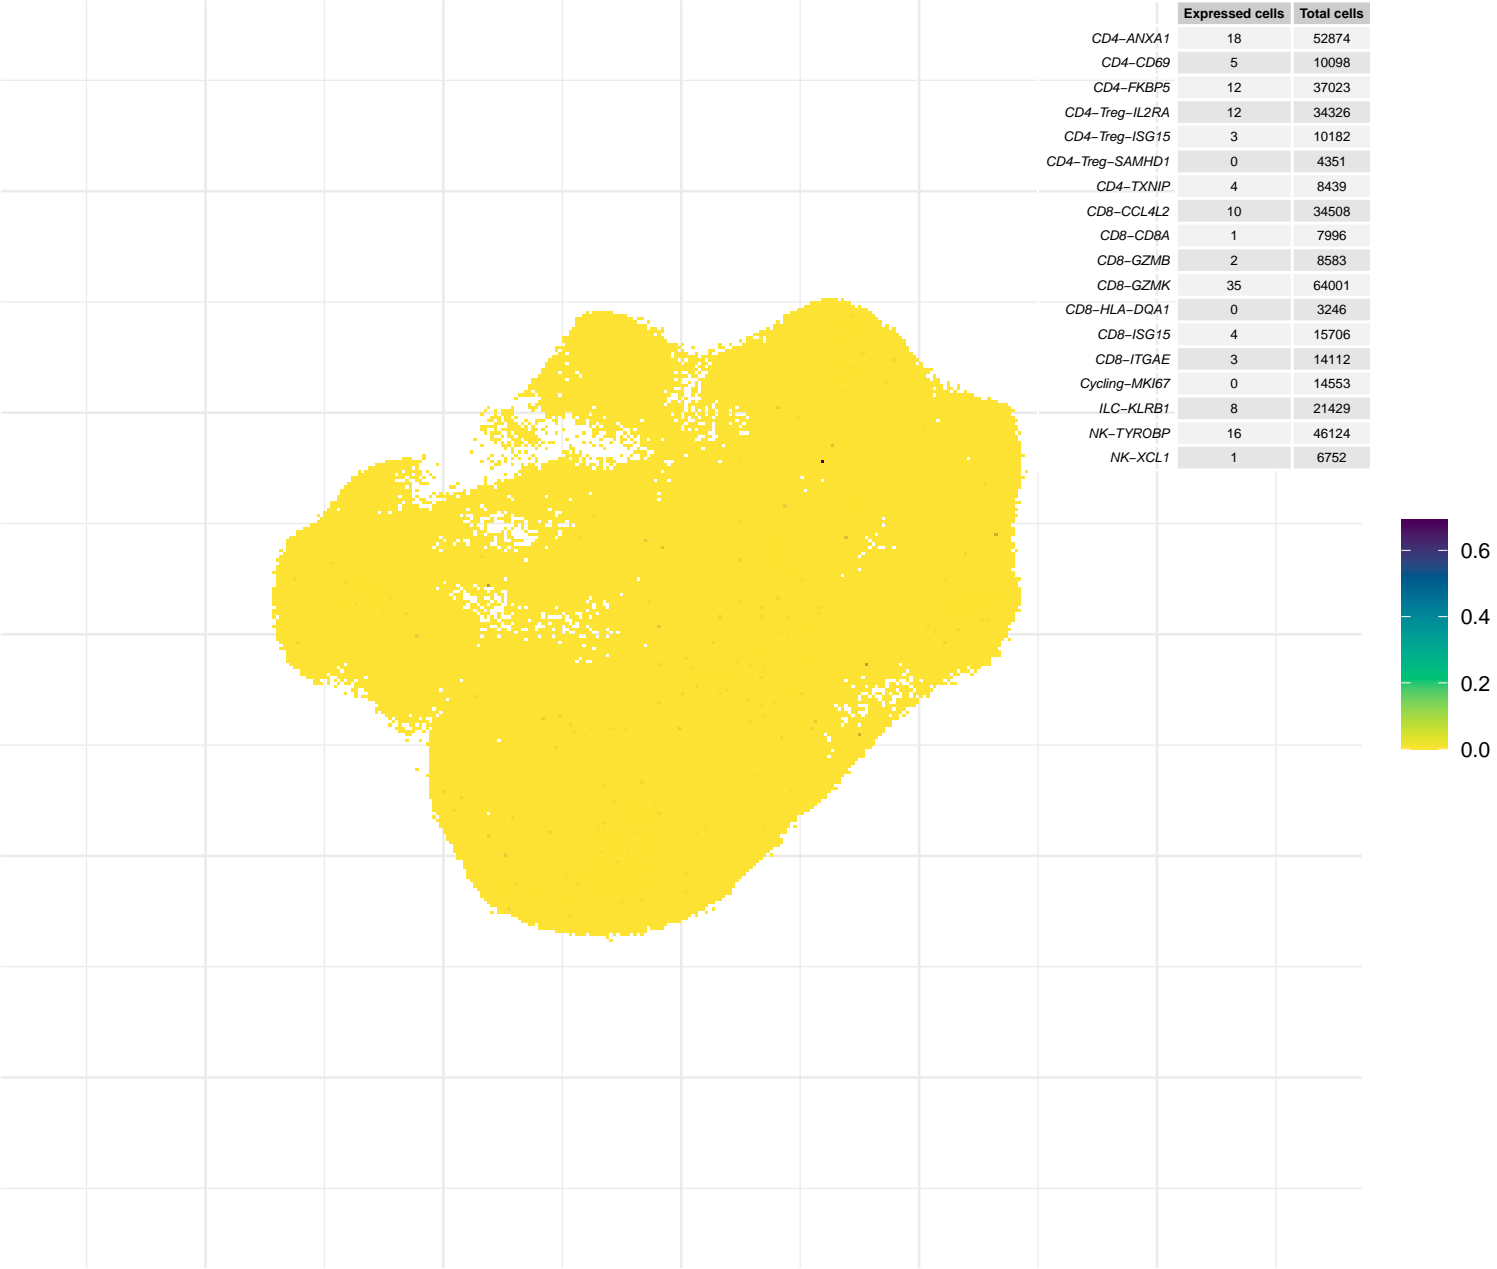 Expressed cells Total cells
CD4−ANXA1 18 52874
CD4−CD69 5 10098
CD4−FKBP5 12 37023
CD4−Treg−IL2RA 12 34326
CD4−Treg−ISG15 3 10182
CD4−Treg−SAMHD1 0 4351
CD4−TXNIP 4 8439
CD8−CCL4L2 10 34508
CD8−CD8A 1 7996
CD8−GZMB 2 8583
CD8−GZMK 35 64001
CD8−HLA−DQA1 0 3246
CD8−ISG15 4 15706
CD8−ITGAE 3 14112
Cycling−MKI67 0 14553
ILC−KLRB1 8 21429
NK−TYROBP 16 46124
NK−XCL1 1 6752
0.6
0.4
0.2
0.0